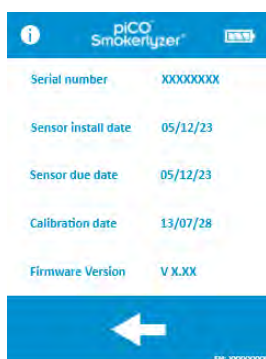 i
piCO™
Smokerlyzer®
Serial number XXXXXXXX
Sensor install date 05/12/23
Sensor due date 05/12/23
Calibration date 13/07/28
Firmware Version V X.XX